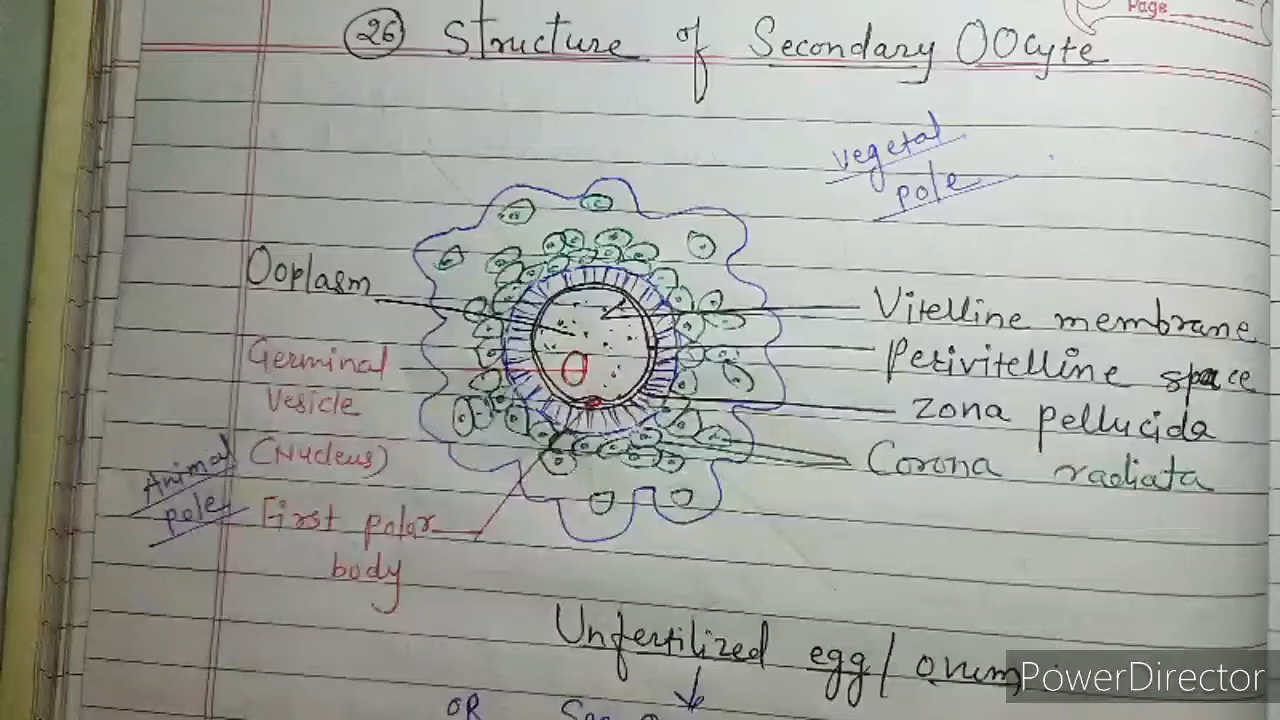 Page
26 Structure of Secondary OOcyte
vegetal
pole
Ooplasm
Vitelline membrane
Germinal
Vesicle
(Nucleus)
Perivitelline space
Zona pellucida
Corona radiata
Animal
pole
First polar
body
Unfertilized egg/ ovum
OR
PowerDirector